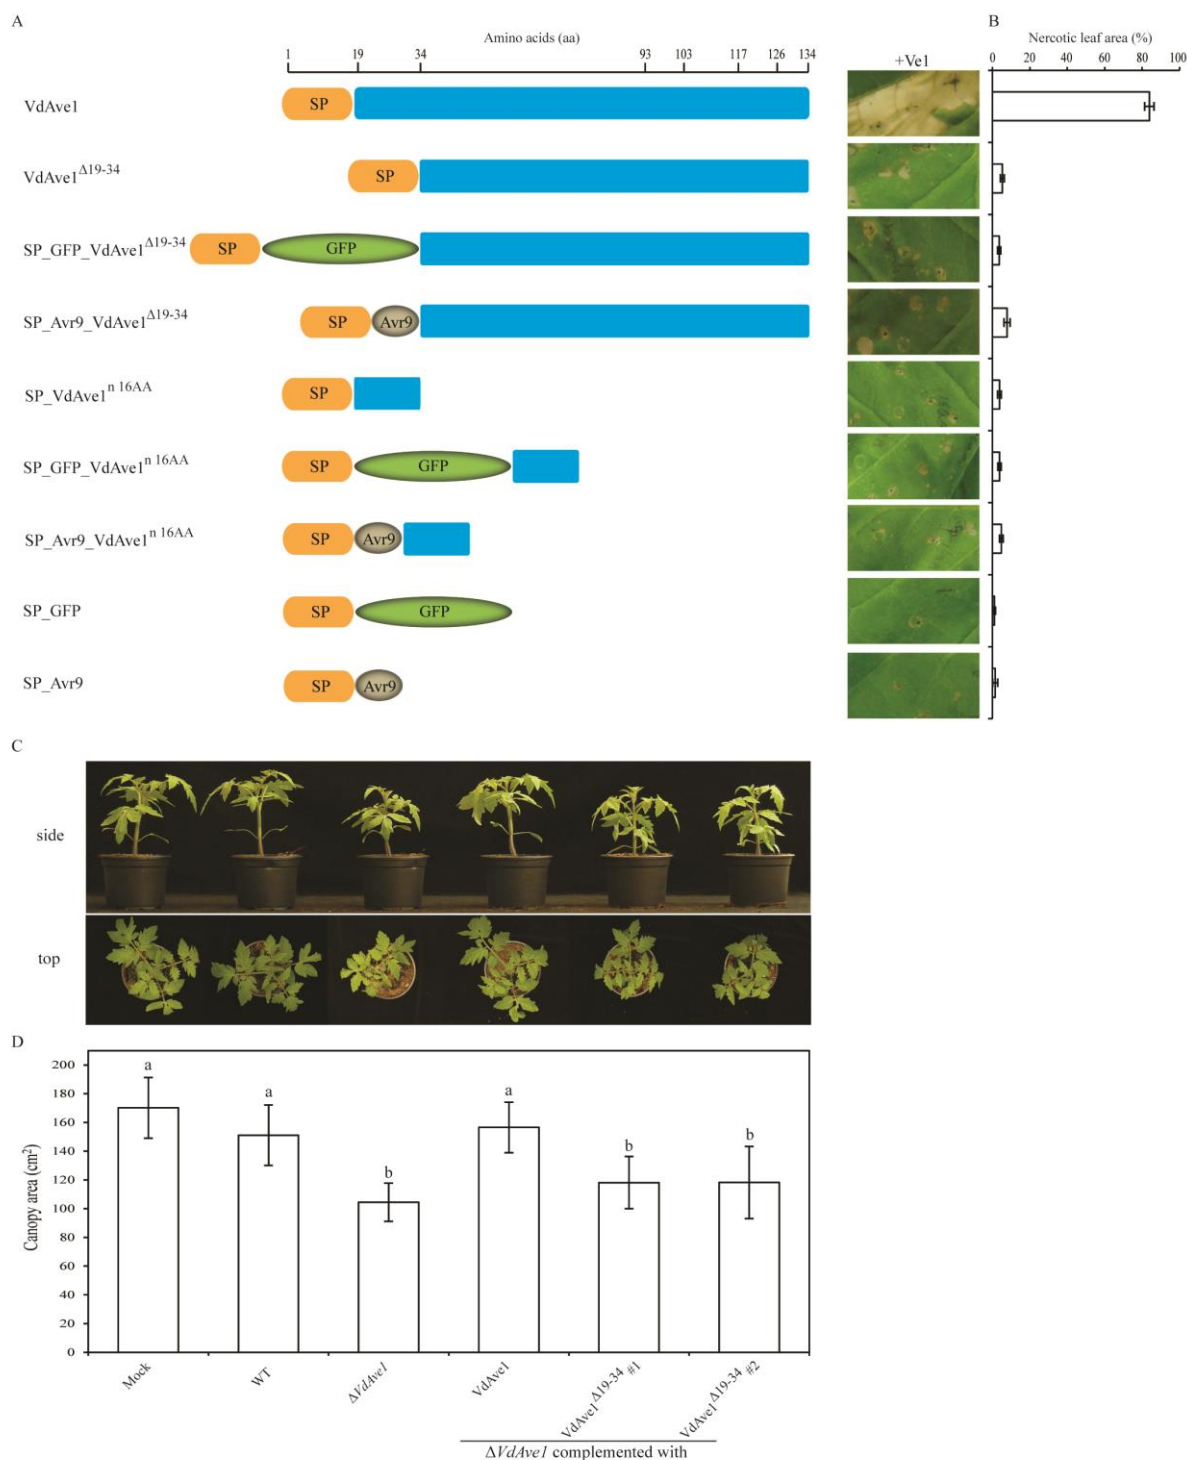 A
B
Amino acids (aa)
Nercotic leaf area (%)
1 19 34 93 103 117 126 134
+Ve1
0 20 40 60 80 100
VdAve1
SP
VdAve1Δ19-34
SP
SP_GFP_VdAve1Δ19-34
SP GFP
SP_Avr9_VdAve1Δ19-34
SP Avr9
SP_VdAve1n 16AA
SP
SP_GFP_VdAve1n 16AA
SP GFP
SP_Avr9_VdAve1n 16AA
SP Avr9
SP_GFP
SP GFP
SP_Avr9
SP Avr9
C
side
top
D
Canopy area (cm²)
200
180
160
140
120
100
80
60
40
20
0
a
a
b
a
b
b
Mock
WT
ΔVdAve1
VdAve1
VdAve1Δ19-34 #1
VdAve1Δ19-34 #2
ΔVdAve1 complemented with